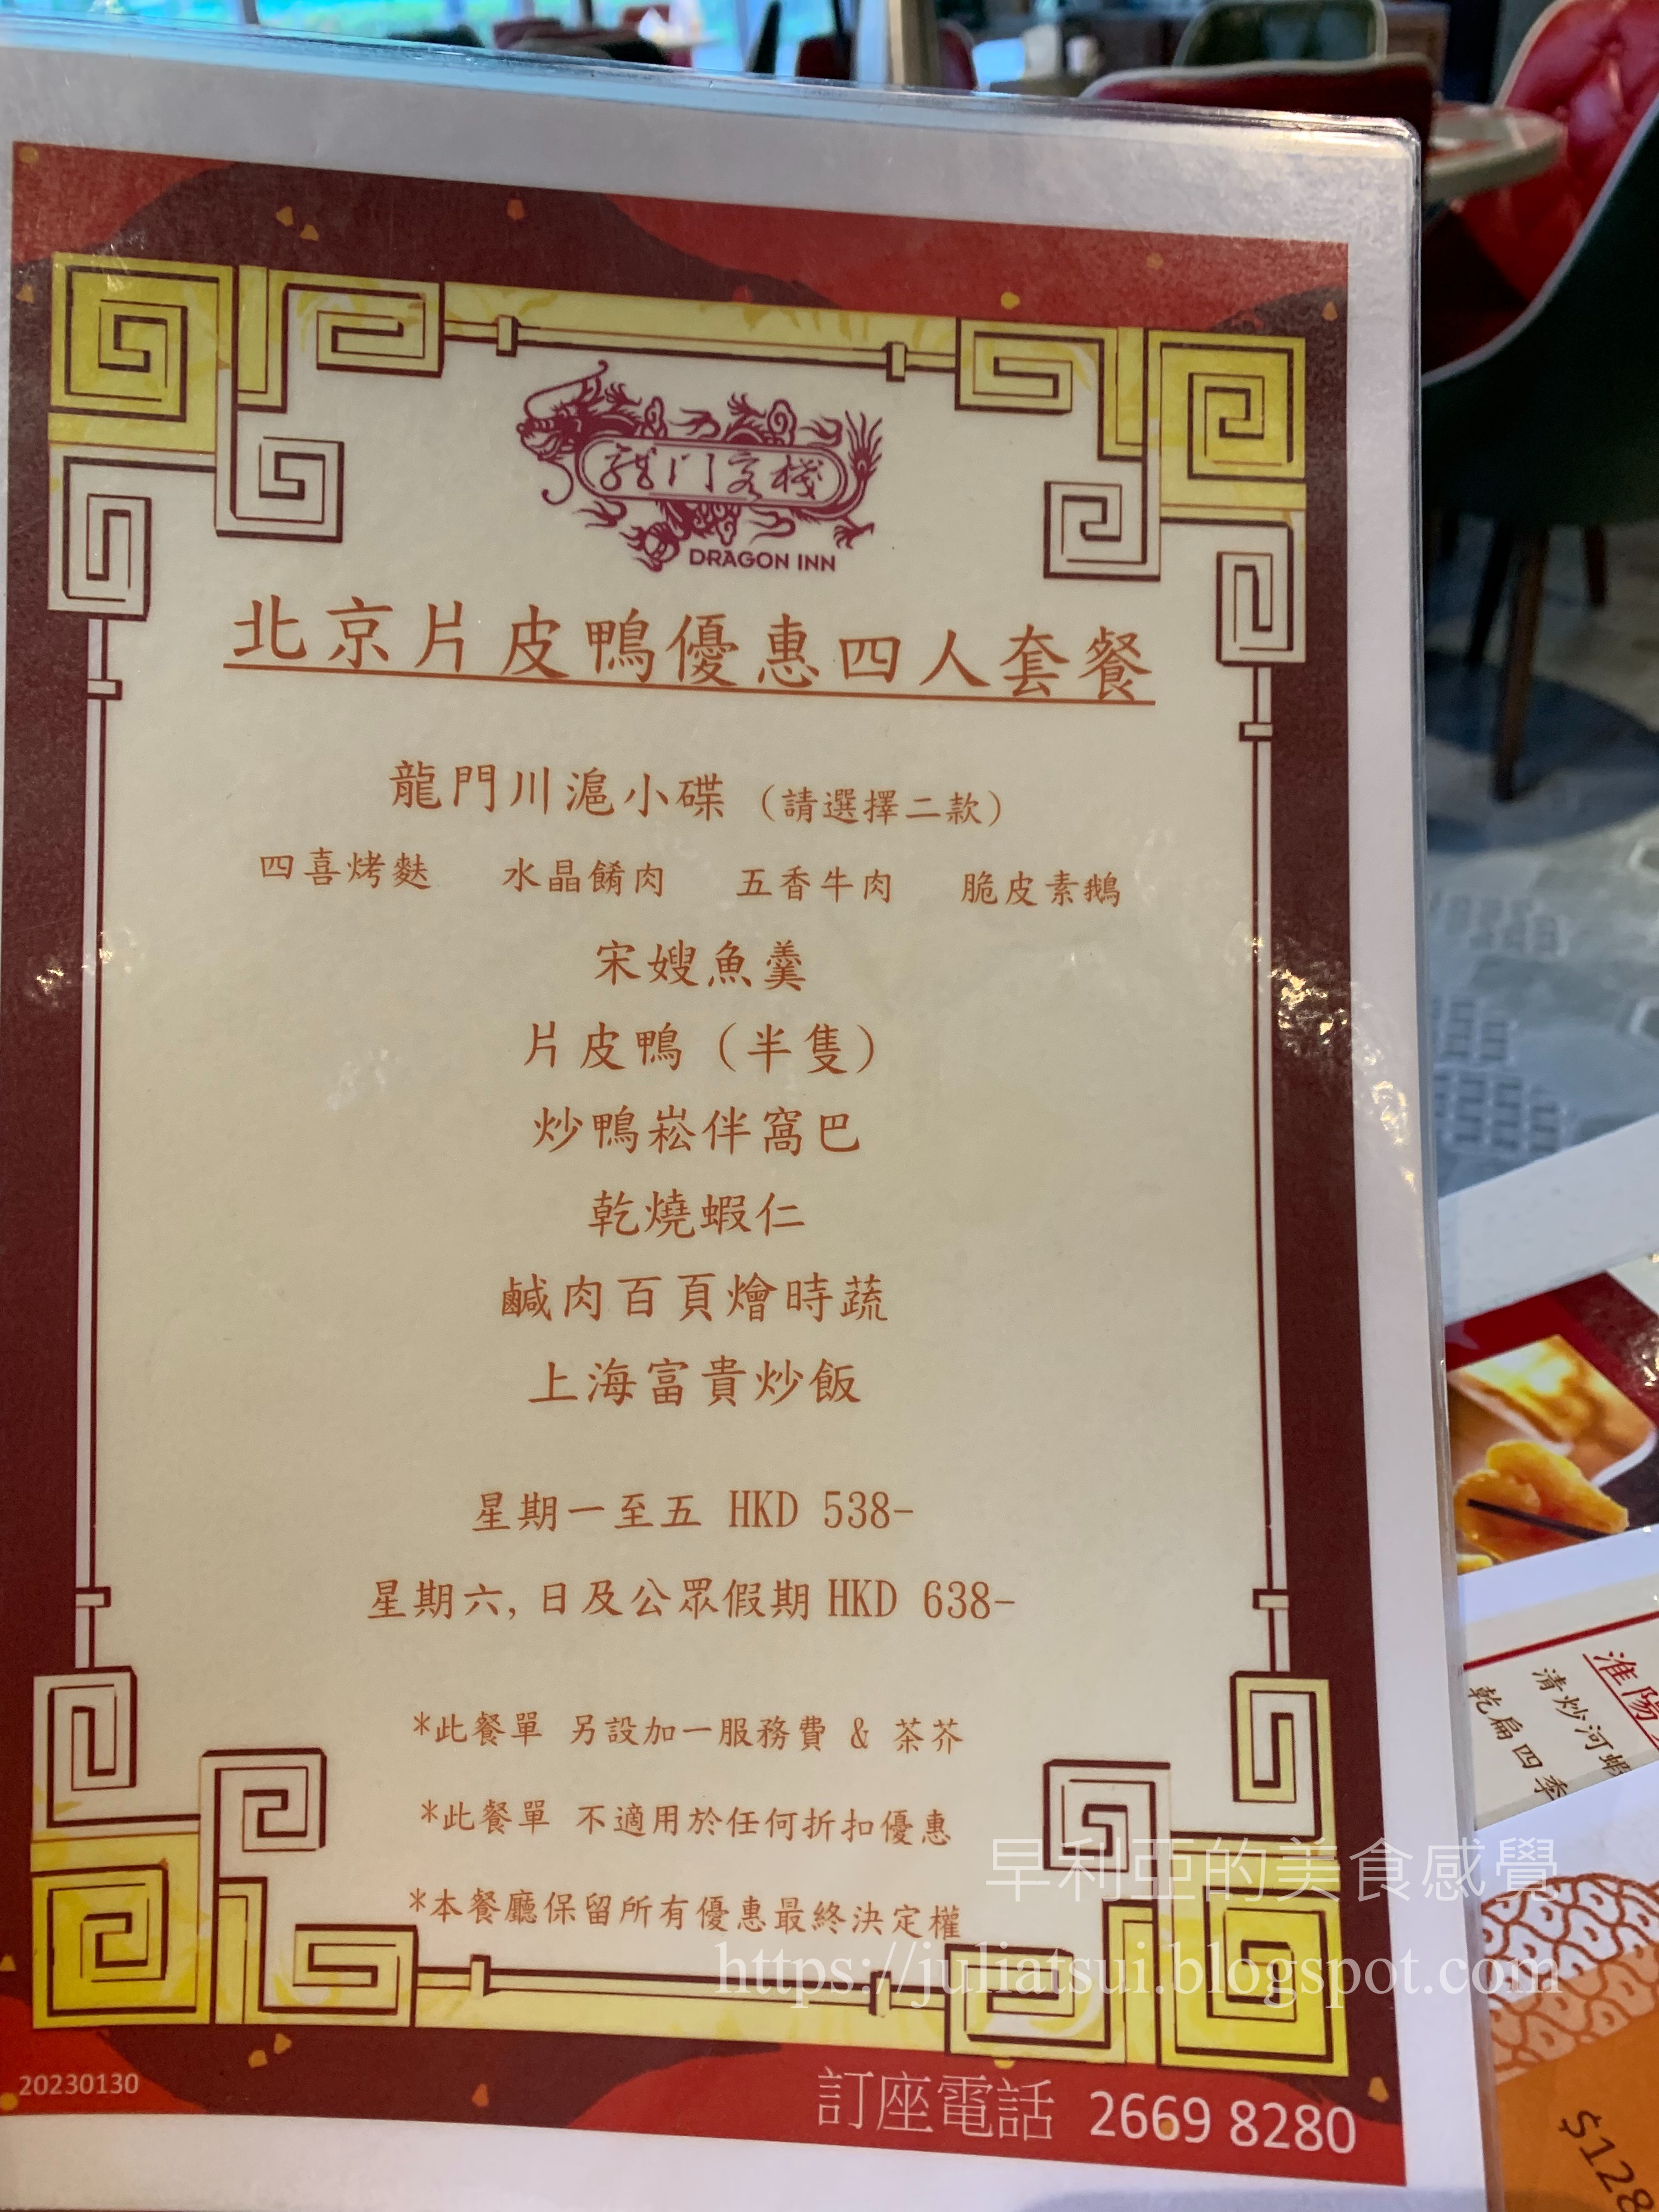 龍門客棧
DRAGON INN
北京片皮鴨優惠四人套餐
龍門川滬小碟 (請選擇二款)
四喜烤麩 水晶餚肉 五香牛肉 脆皮素鵝
宋嫂魚羹
片皮鴨 (半隻)
炒鴨崧伴窩巴
乾燒蝦仁
鹹肉百頁燴時蔬
上海富貴炒飯
星期一至五 HKD 538-
星期六,日及公眾假期 HKD 638-
*此餐單 另設加一服務費 & 茶芥
*此餐單 不適用於任何折扣優惠
*本餐廳保留所有優惠最終決定權
20230130
訂座電話 2669 8280
清炒河蝦
乾扁四季
$128
早利亞的美食感覺
https://juliatsui.blogspot.com